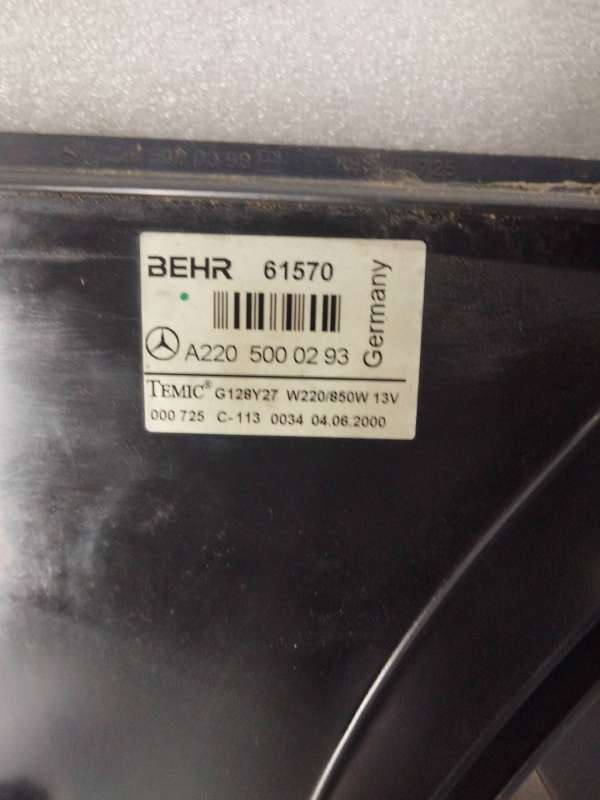 BEHR 61570
A220 500 02 93
Germany
TEMIC® G128Y27 W220/850W 13V
000 725 C-113 0034 04.06.2000